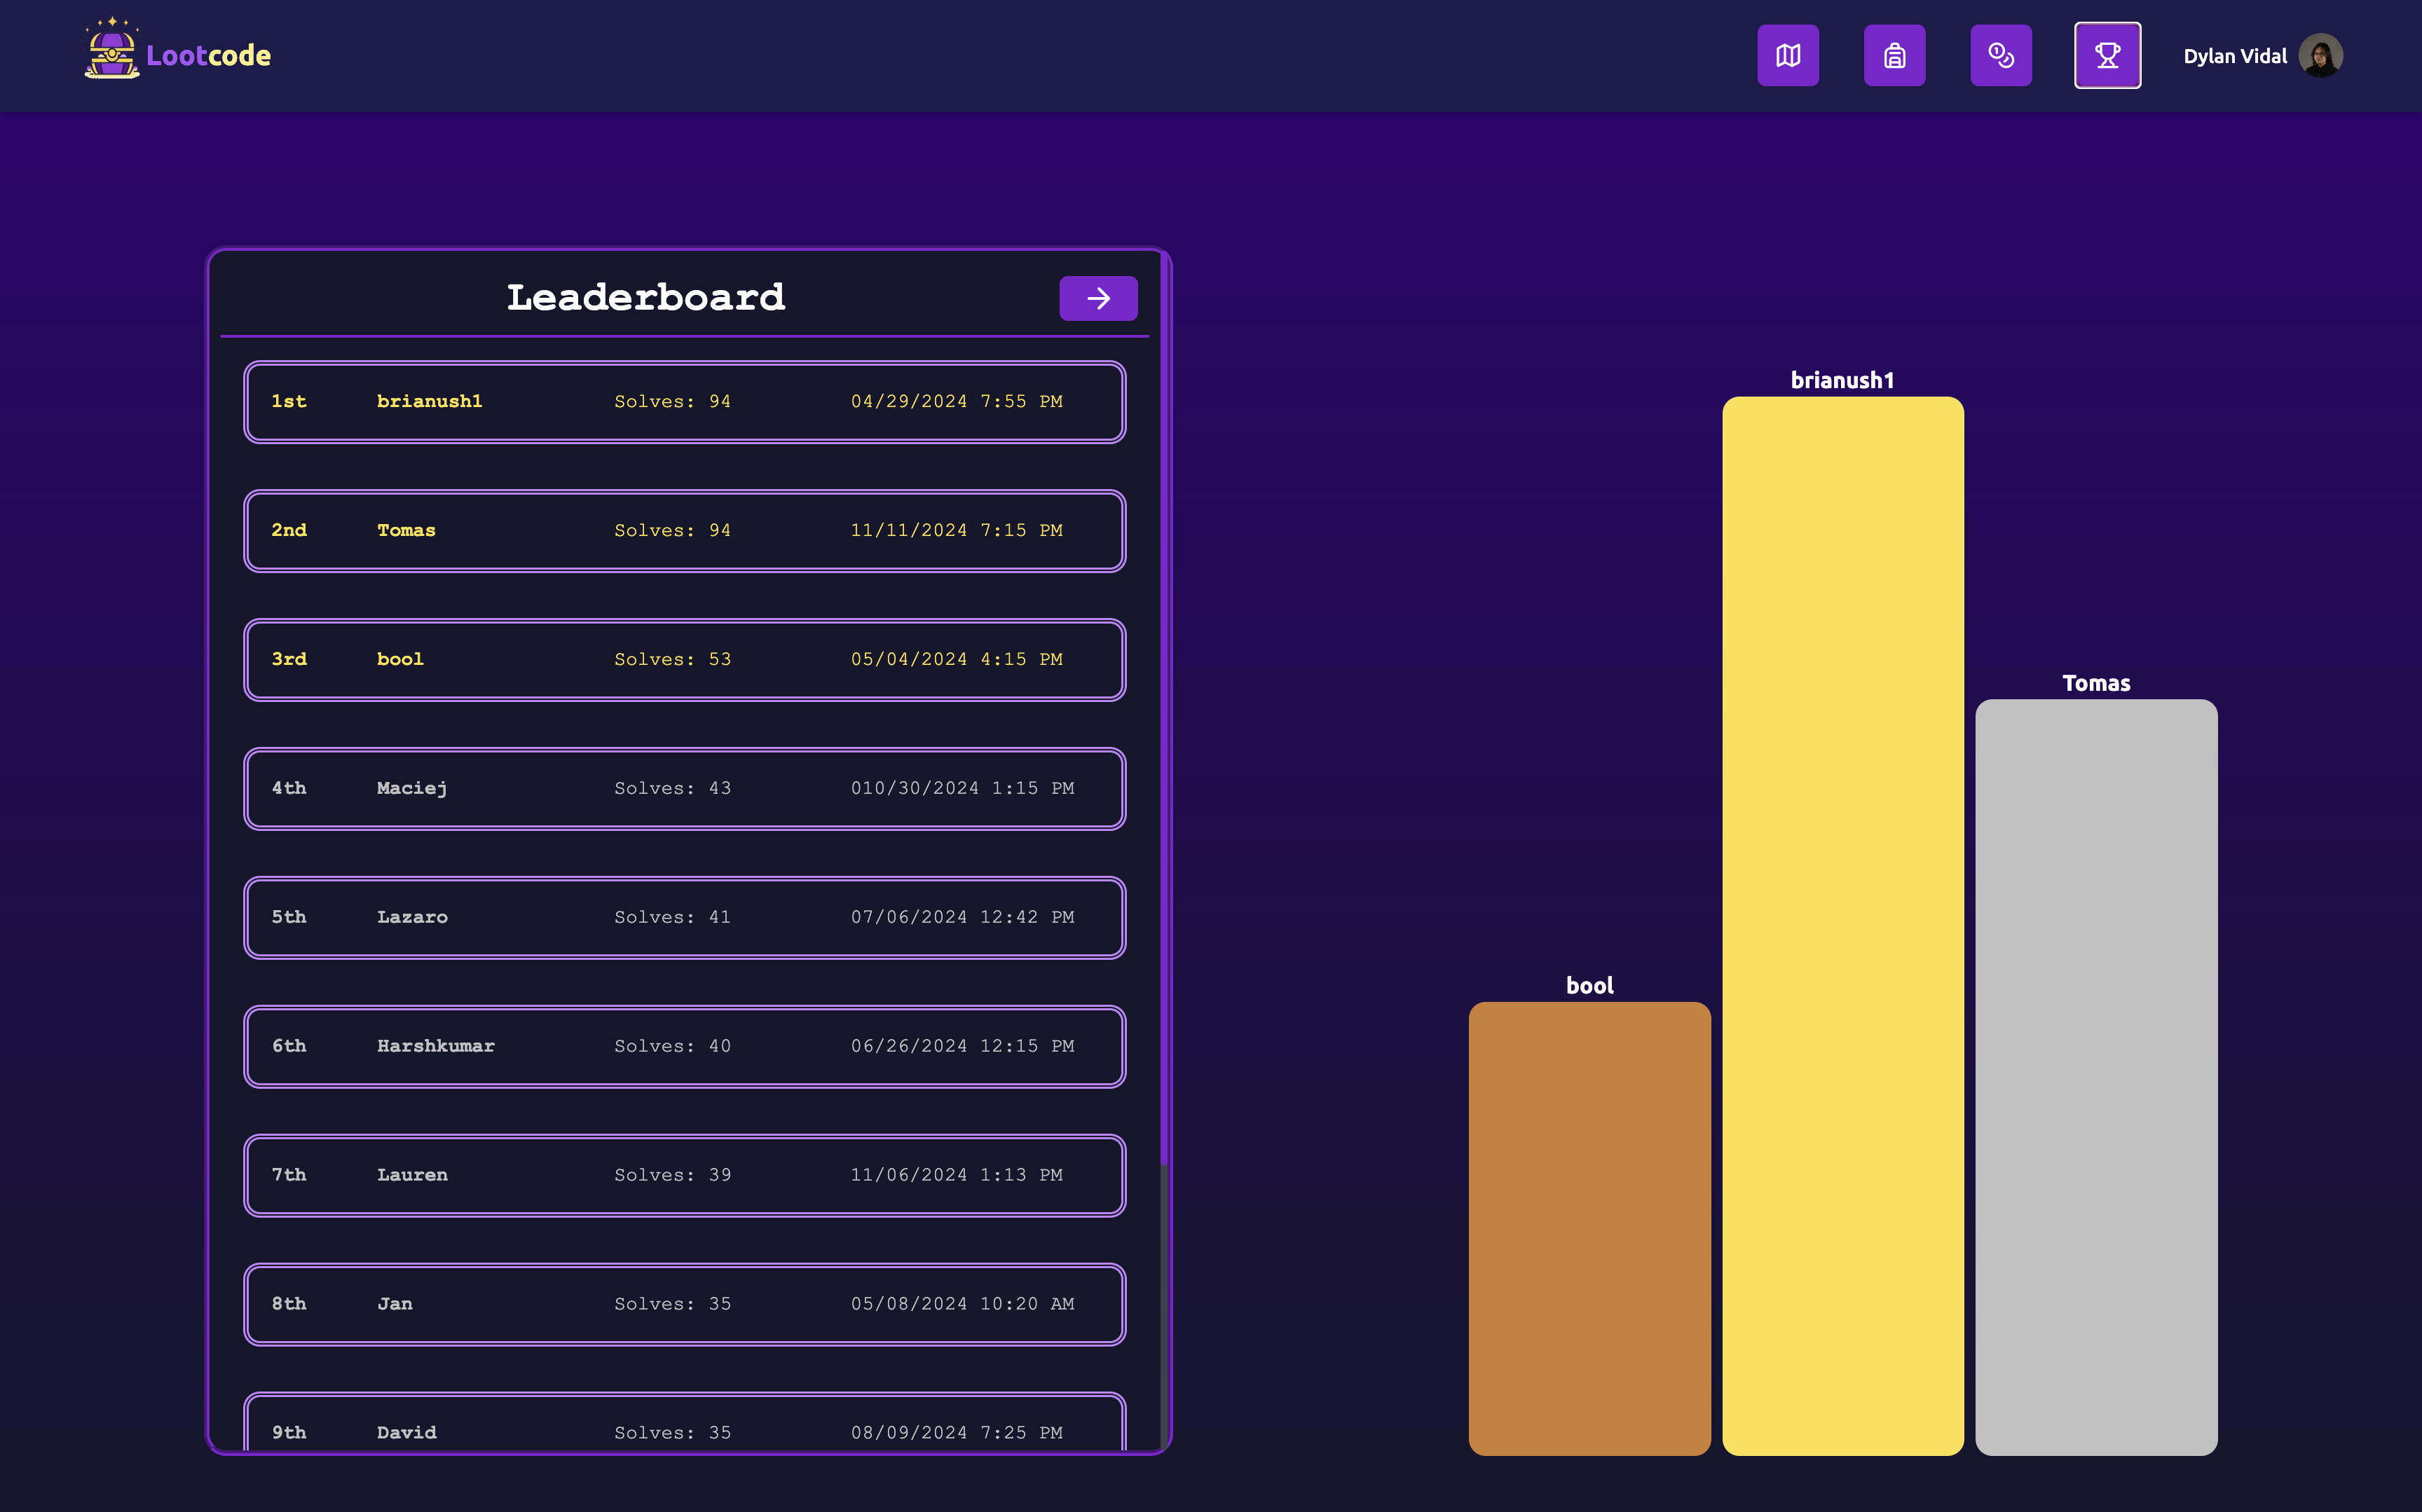 Lootcode
Dylan Vidal
Leaderboard
1st brianush1 Solves: 94 04/29/2024 7:55 PM
2nd Tomas Solves: 94 11/11/2024 7:15 PM
3rd bool Solves: 53 05/04/2024 4:15 PM
4th Maciej Solves: 43 010/30/2024 1:15 PM
5th Lazaro Solves: 41 07/06/2024 12:42 PM
6th Harshkumar Solves: 40 06/26/2024 12:15 PM
7th Lauren Solves: 39 11/06/2024 1:13 PM
8th Jan Solves: 35 05/08/2024 10:20 AM
9th David Solves: 35 08/09/2024 7:25 PM
brianush1
Tomas
bool